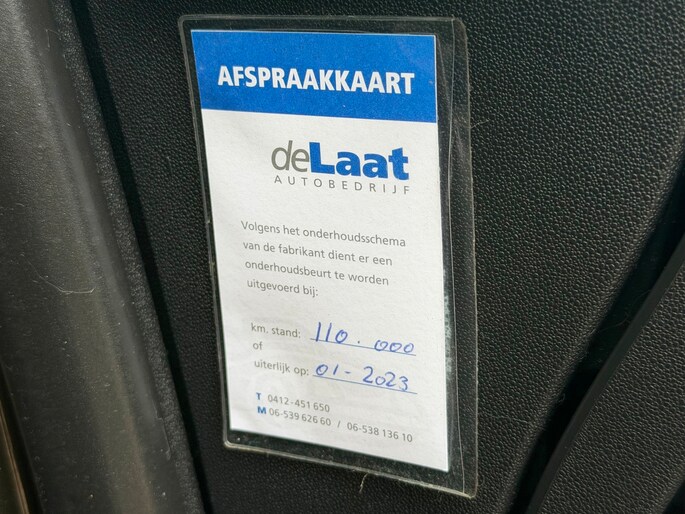 AFSPRAAKKAART
deLaat
AUTOBEDRIJF
Volgens het onderhoudsschema
van de fabrikant dient er een
onderhoudsbeurt te worden
uitgevoerd bij:
km. stand: 110.000
of
uiterlijk op: 01-2023
T 0412-451 650
M 06-539 626 60 / 06-538 136 10